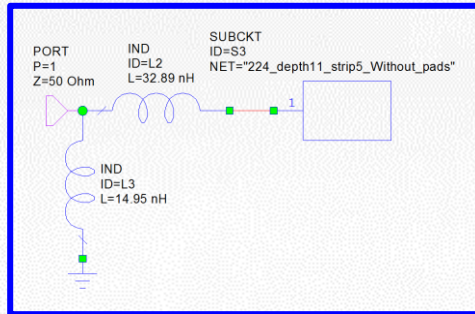 PORT
P=1
Z=50 Ohm
IND
ID=L2
L=32.89 nH
SUBCKT
ID=S3
NET="224_depth11_strip5_Without_pads"
1
IND
ID=L3
L=14.95 nH